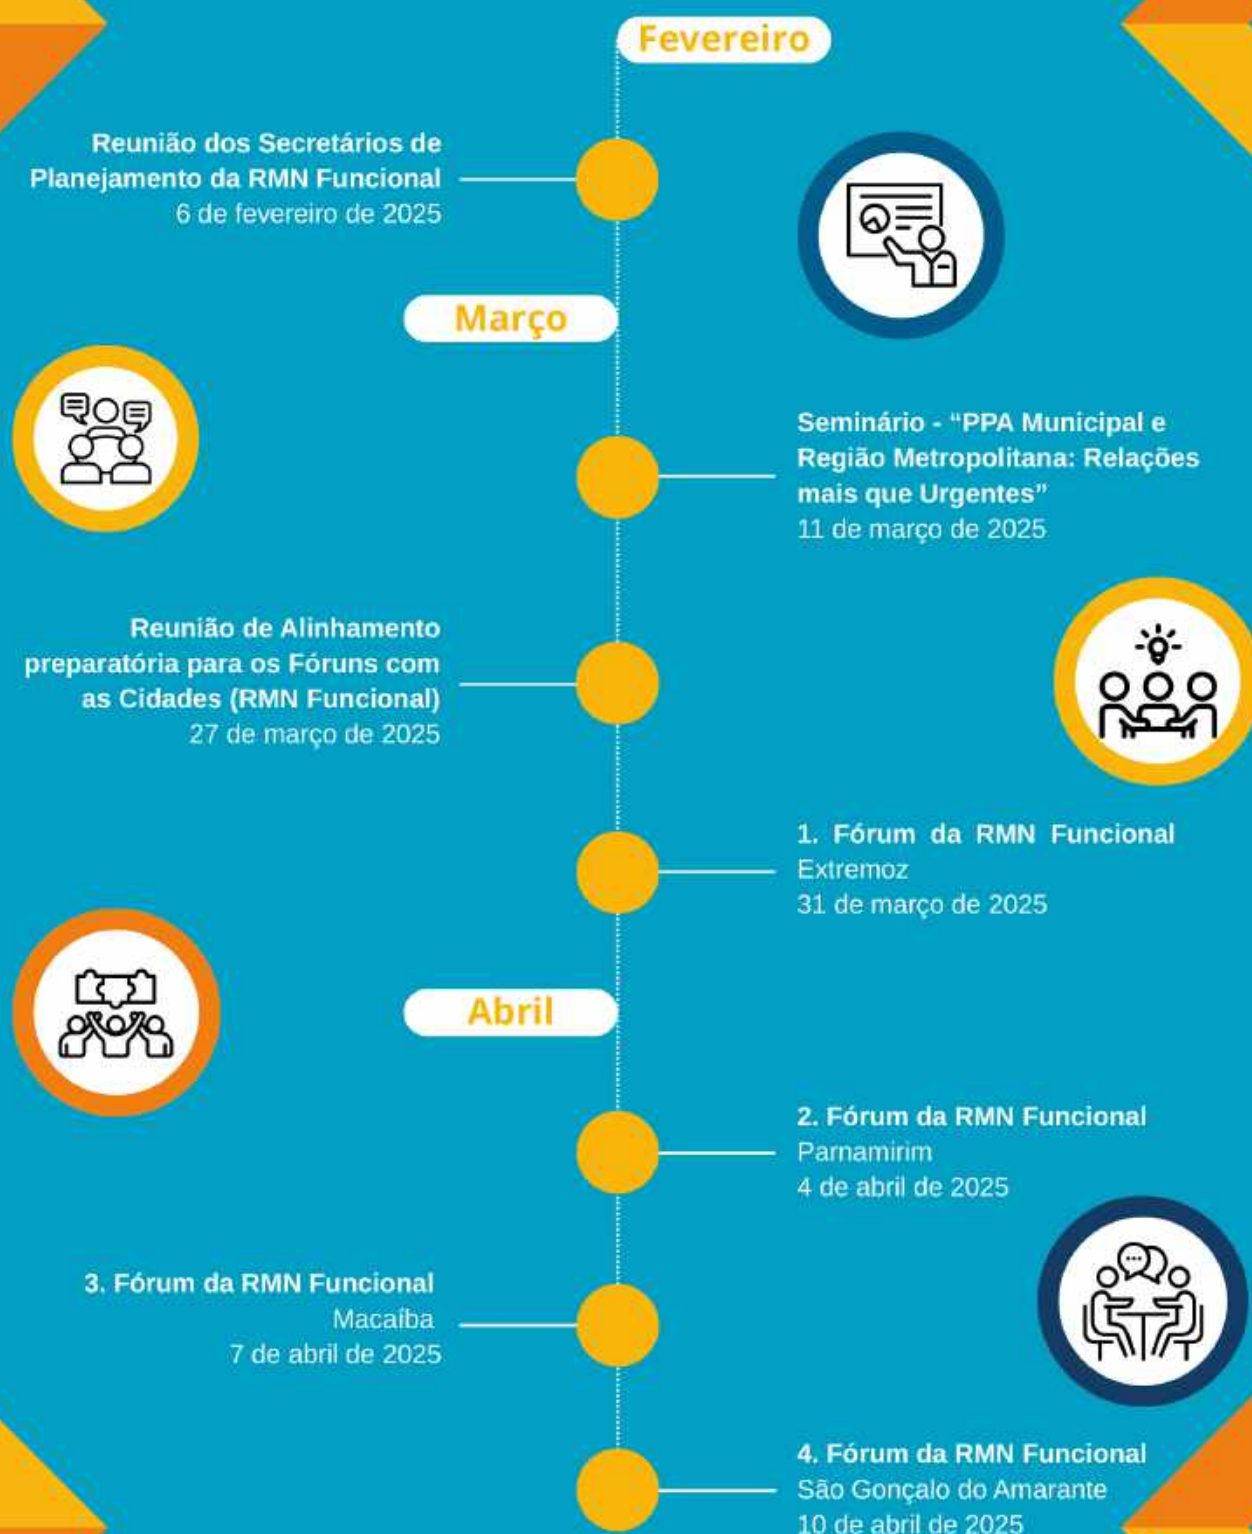 Fevereiro
Reunião dos Secretários de
Planejamento da RMN Funcional
6 de fevereiro de 2025
Março
Seminário - “PPA Municipal e
Região Metropolitana: Relações
mais que Urgentes”
11 de março de 2025
Reunião de Alinhamento
preparatória para os Fóruns com
as Cidades (RMN Funcional)
27 de março de 2025
1. Fórum da RMN Funcional
Extremoz
31 de março de 2025
Abril
2. Fórum da RMN Funcional
Parnamirim
4 de abril de 2025
3. Fórum da RMN Funcional
Macaíba
7 de abril de 2025
4. Fórum da RMN Funcional
São Gonçalo do Amarante
10 de abril de 2025